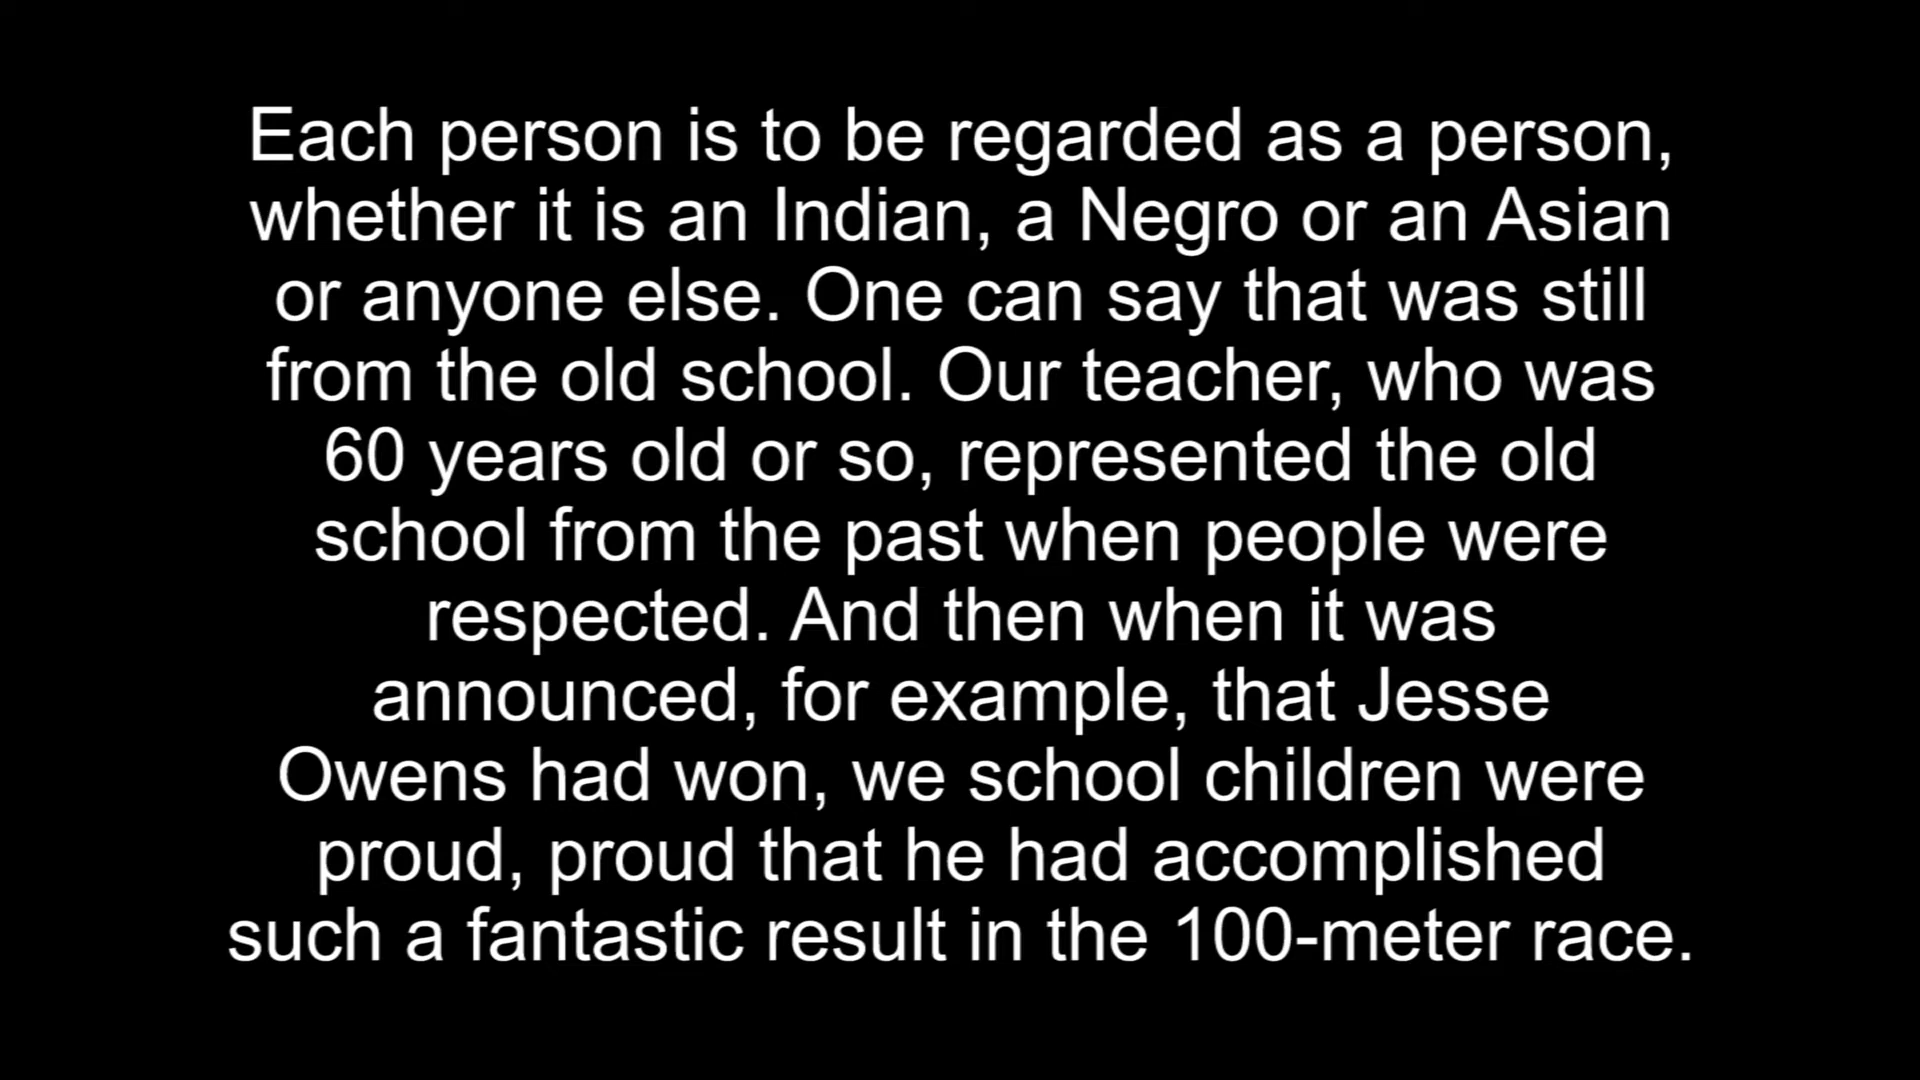 Each person is to be regarded as a person,
whether it is an Indian, a Negro or an Asian
or anyone else. One can say that was still
from the old school. Our teacher, who was
60 years old or so, represented the old
school from the past when people were
respected. And then when it was
announced, for example, that Jesse
Owens had won, we school children were
proud, proud that he had accomplished
such a fantastic result in the 100-meter race.